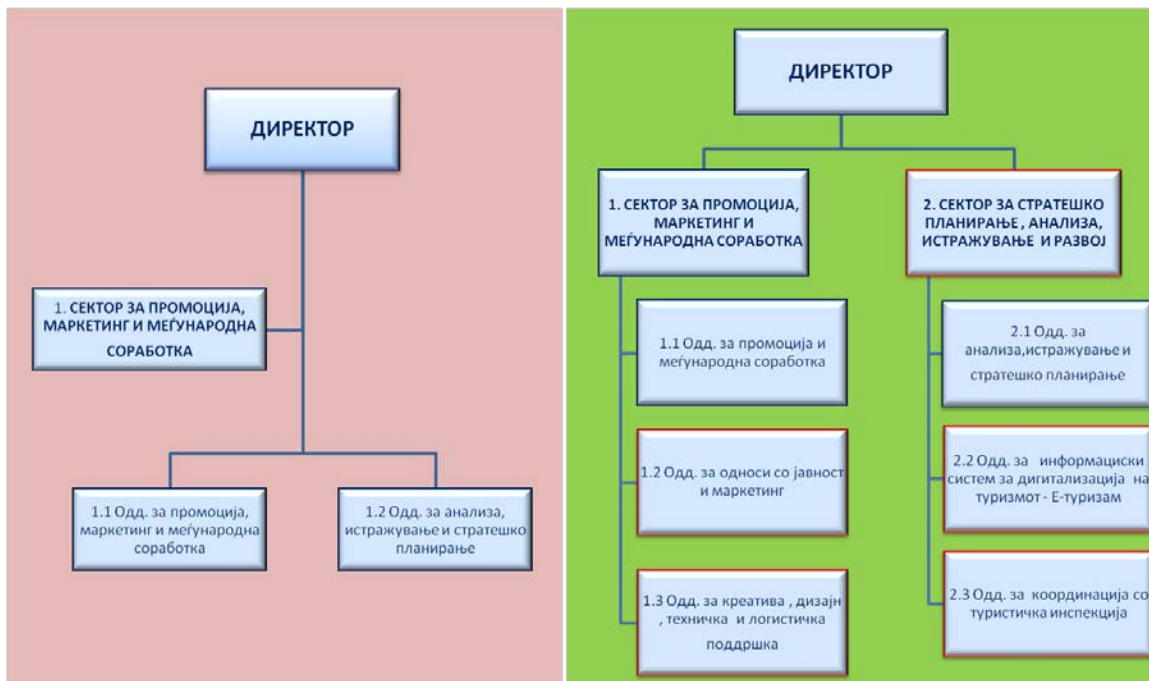 ДИРЕКТОР
1. СЕКТОР ЗА ПРОМОЦИЈА,
МАРКЕТИНГ И МЕЃУНАРОДНА
СОРАБОТКА
1.1 Одд. за промоција,
маркетинг и меѓународна
соработка
1.2 Одд. за анализа,
истражување и стратешко
планирање
ДИРЕКТОР
1. СЕКТОР ЗА ПРОМОЦИЈА,
МАРКЕТИНГ И
МЕЃУНАРОДНА СОРАБОТКА
1.1 Одд. за промоција и
меѓународна соработка
1.2 Одд. за односи со јавност
и маркетинг
1.3 Одд. за креатива , дизајн
, техничка и логистичка
поддршка
2. СЕКТОР ЗА СТРАТЕШКО
ПЛАНИРАЊЕ , АНАЛИЗА,
ИСТРАЖУВАЊЕ И РАЗВОЈ
2.1 Одд. за
анализа,истражување и
стратешко планирање
2.2 Одд. за информациски
систем за дигитализација на
туризмот - Е-туризам
2.3 Одд. за координација со
туристичка инспекција